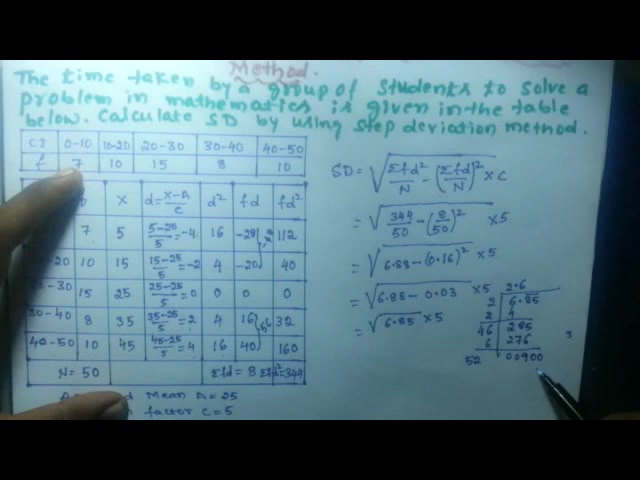 Method.
The time taken by a group of students to solve a
problem in mathematics is given in the table
below. Calculate SD by using step deviation method.
CI 0-10 10-20 20-30 30-40 40-50
f 7 10 15 8 10
X d=X-A/C d² fd fd²
7 5 5-25/5=-4 16 -28 112
20 10 15 15-25/5=-2 4 -20 40
-30 15 25 25-25/5=0 0 0 0
30-40 8 35 35-25/5=2 4 16 32
40-50 10 45 45-25/5=4 16 40 160
N=50 Σfd=8 Σfd²=344
Mean A=25
factor C=5
SD=√Σfd²/N-(Σfd/N)²×C
=√344/50-(8/50)² ×5
=√6.88-(0.16)² ×5
=√6.88-0.03 ×5
=√6.85 ×5
2.6
2 6.85
2 4
46 285
6 276
52 00900